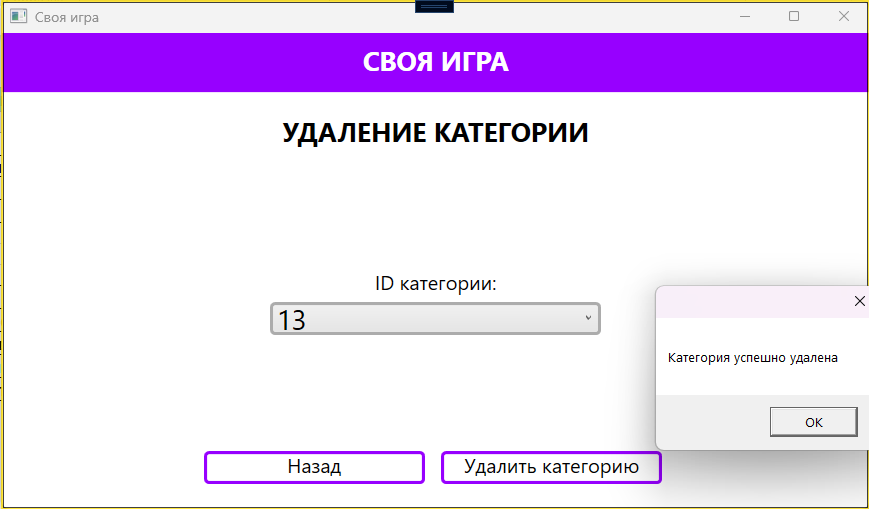 Своя игра
СВОЯ ИГРА
УДАЛЕНИЕ КАТЕГОРИИ
ID категории:
13
Категория успешно удалена
OK
Назад
Удалить категорию